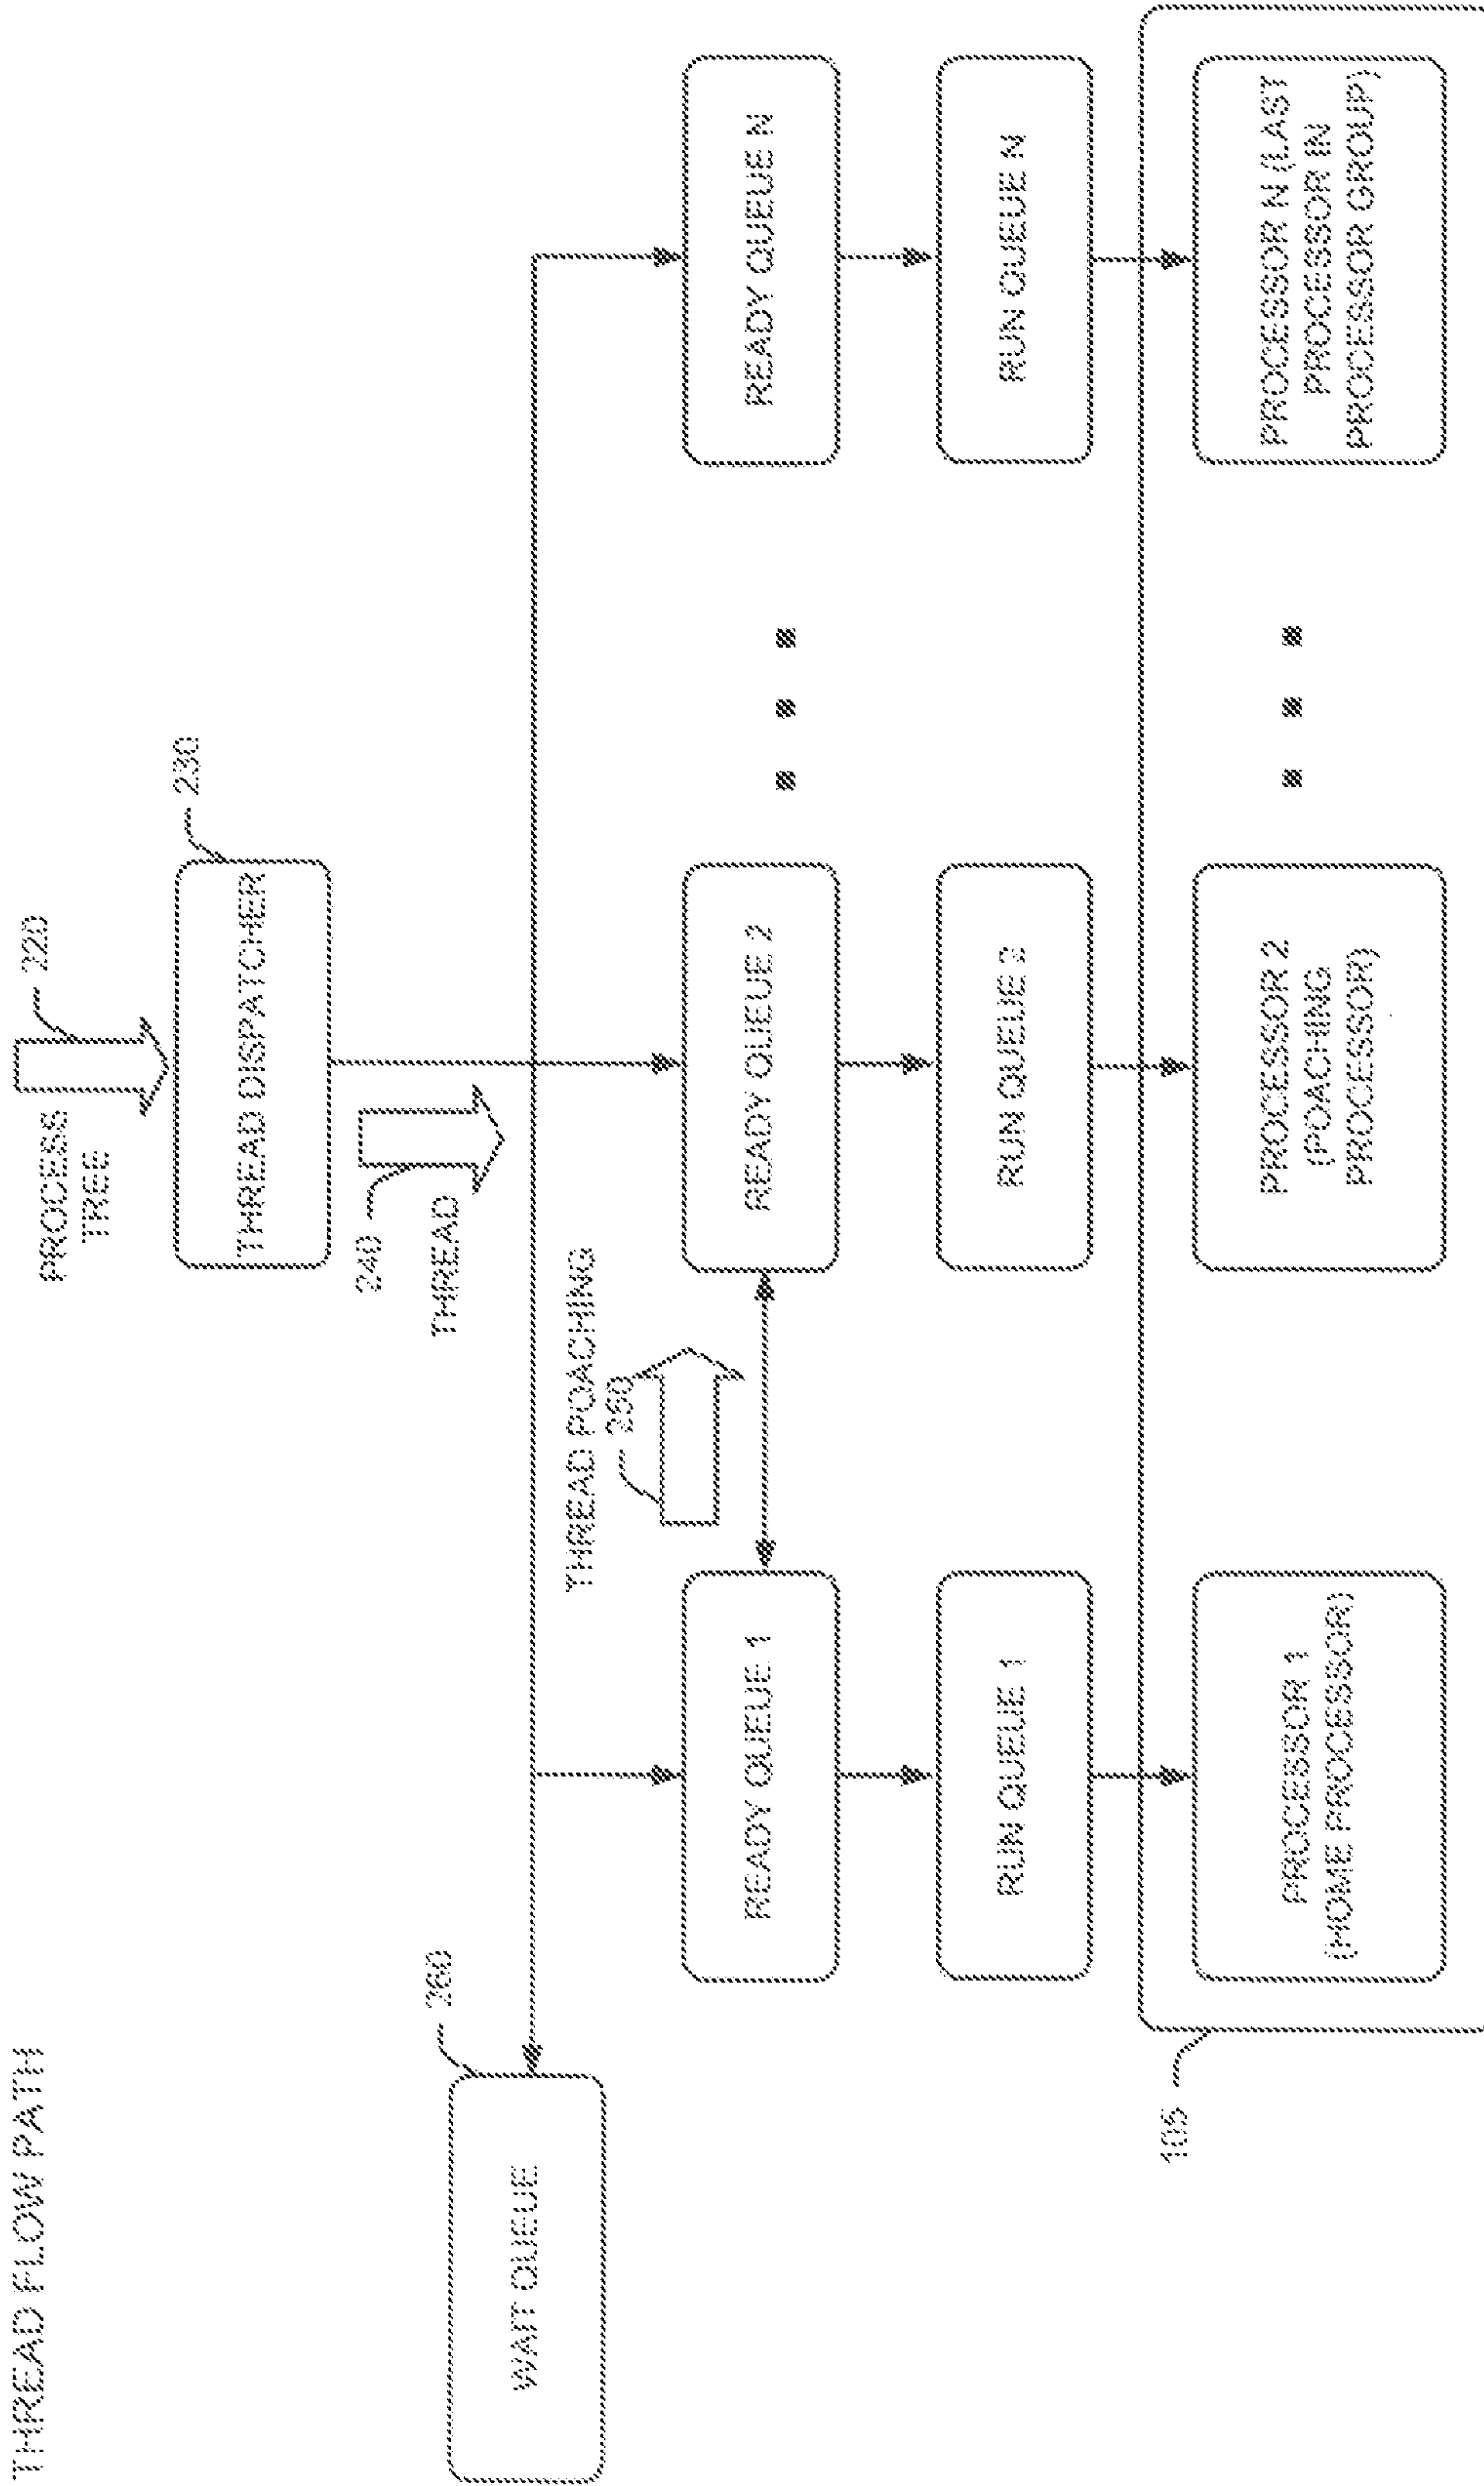 THREAD FLOW PATH
PROCESS
TREE
220
THREAD DISPATCHER
230
240
THREAD
WAIT QUEUE
260
THREAD POACHING
250
READY QUEUE 1
READY QUEUE 2
READY QUEUE N
RUN QUEUE 1
RUN QUEUE 2
RUN QUEUE N
105
PROCESSOR 1
(HOME PROCESSOR)
PROCESSOR 2
(POACHING
PROCESSOR)
PROCESSOR N (LAST
PROCESSOR IN
PROCESSOR GROUP)